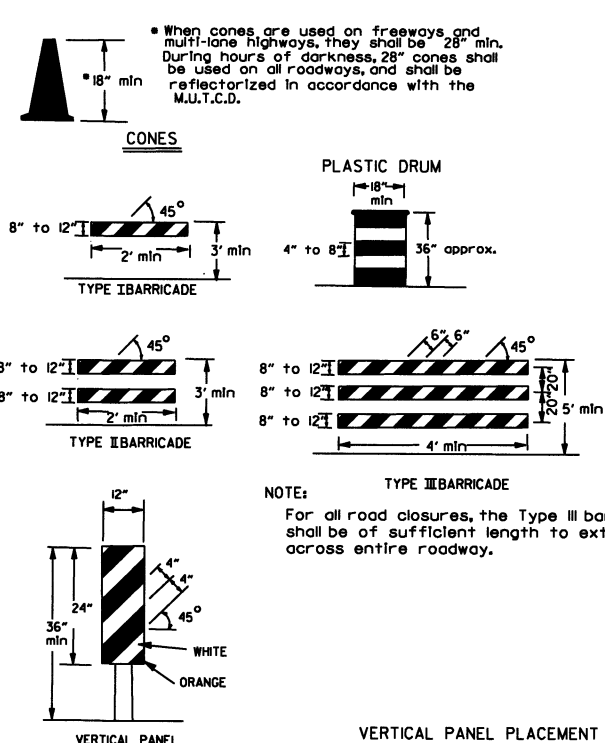 * When cones are used on freeways and
multi-lane highways, they shall be 28" min.
During hours of darkness, 28" cones shall
be used on all roadways, and shall be
reflectorized in accordance with the
M.U.T.C.D.
*18" min
CONES
PLASTIC DRUM
18"
min
4" to 8"
36" approx.
45°
8" to 12"
2' min
3' min
TYPE I BARRICADE
45°
8" to 12"
8" to 12"
2' min
3' min
TYPE II BARRICADE
6" 6"
45°
8" to 12"
8" to 12"
8" to 12"
20"
20"
5' min
4' min
TYPE III BARRICADE
NOTE:
For all road closures, the Type III
shall be of sufficient length to
across entire roadway.
12"
4"
4"
45°
24"
36"
min
WHITE
ORANGE
VERTICAL PANEL
VERTICAL PANEL PLACEMENT